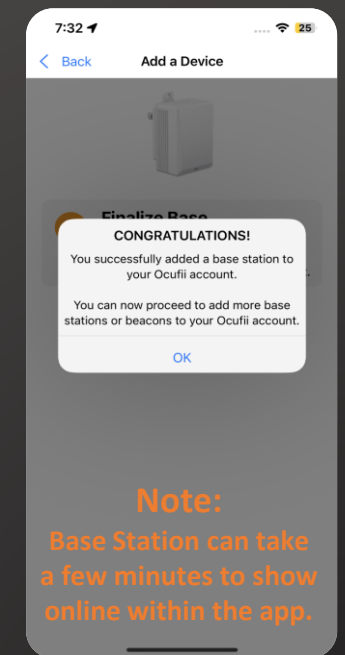 7:32
25
Back
Add a Device
Finalize Base
CONGRATULATIONS!
You successfully added a base station to
your Ocufii account.
You can now proceed to add more base
stations or beacons to your Ocufii account.
OK
Note:
Base Station can take
a few minutes to show
online within the app.